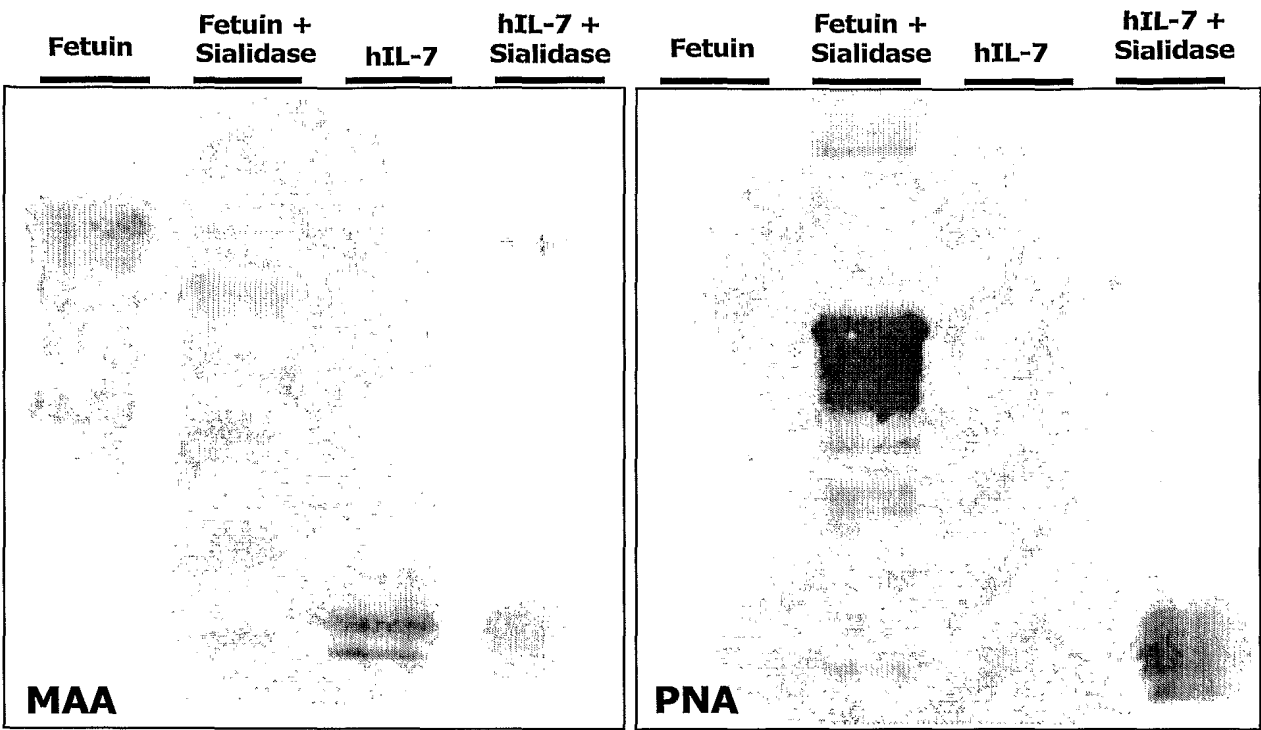 Fetuin
Fetuin +
Sialidase
hIL-7
hIL-7 +
Sialidase
Fetuin
Fetuin +
Sialidase
hIL-7
hIL-7 +
Sialidase
MAA
PNA